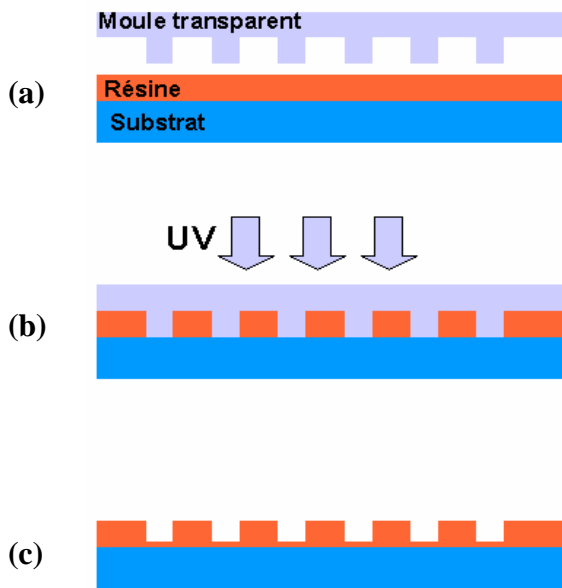 Moule transparent
(a)
Résine
Substrat
UV
(b)
(c)